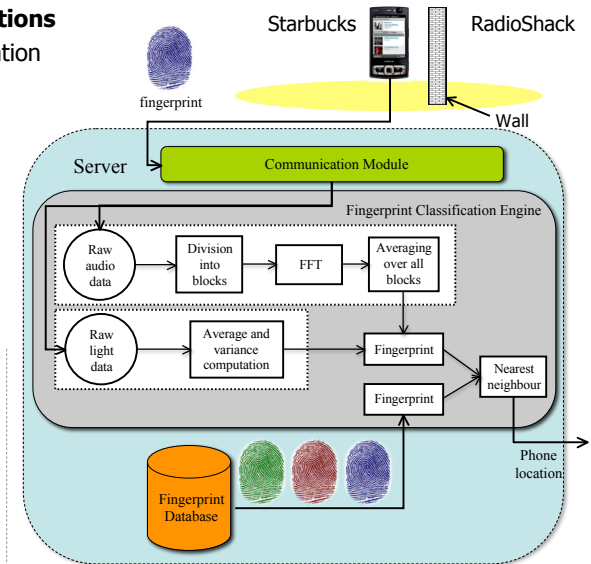 tions
tion
Starbucks
RadioShack
fingerprint
Wall
Server
Communication Module
Fingerprint Classification Engine
Raw
audio
data
Division
into
blocks
FFT
Averaging
over all
blocks
Raw
light
data
Average and
variance
computation
Fingerprint
Fingerprint
Nearest
neighbour
Phone
location
Fingerprint
Database